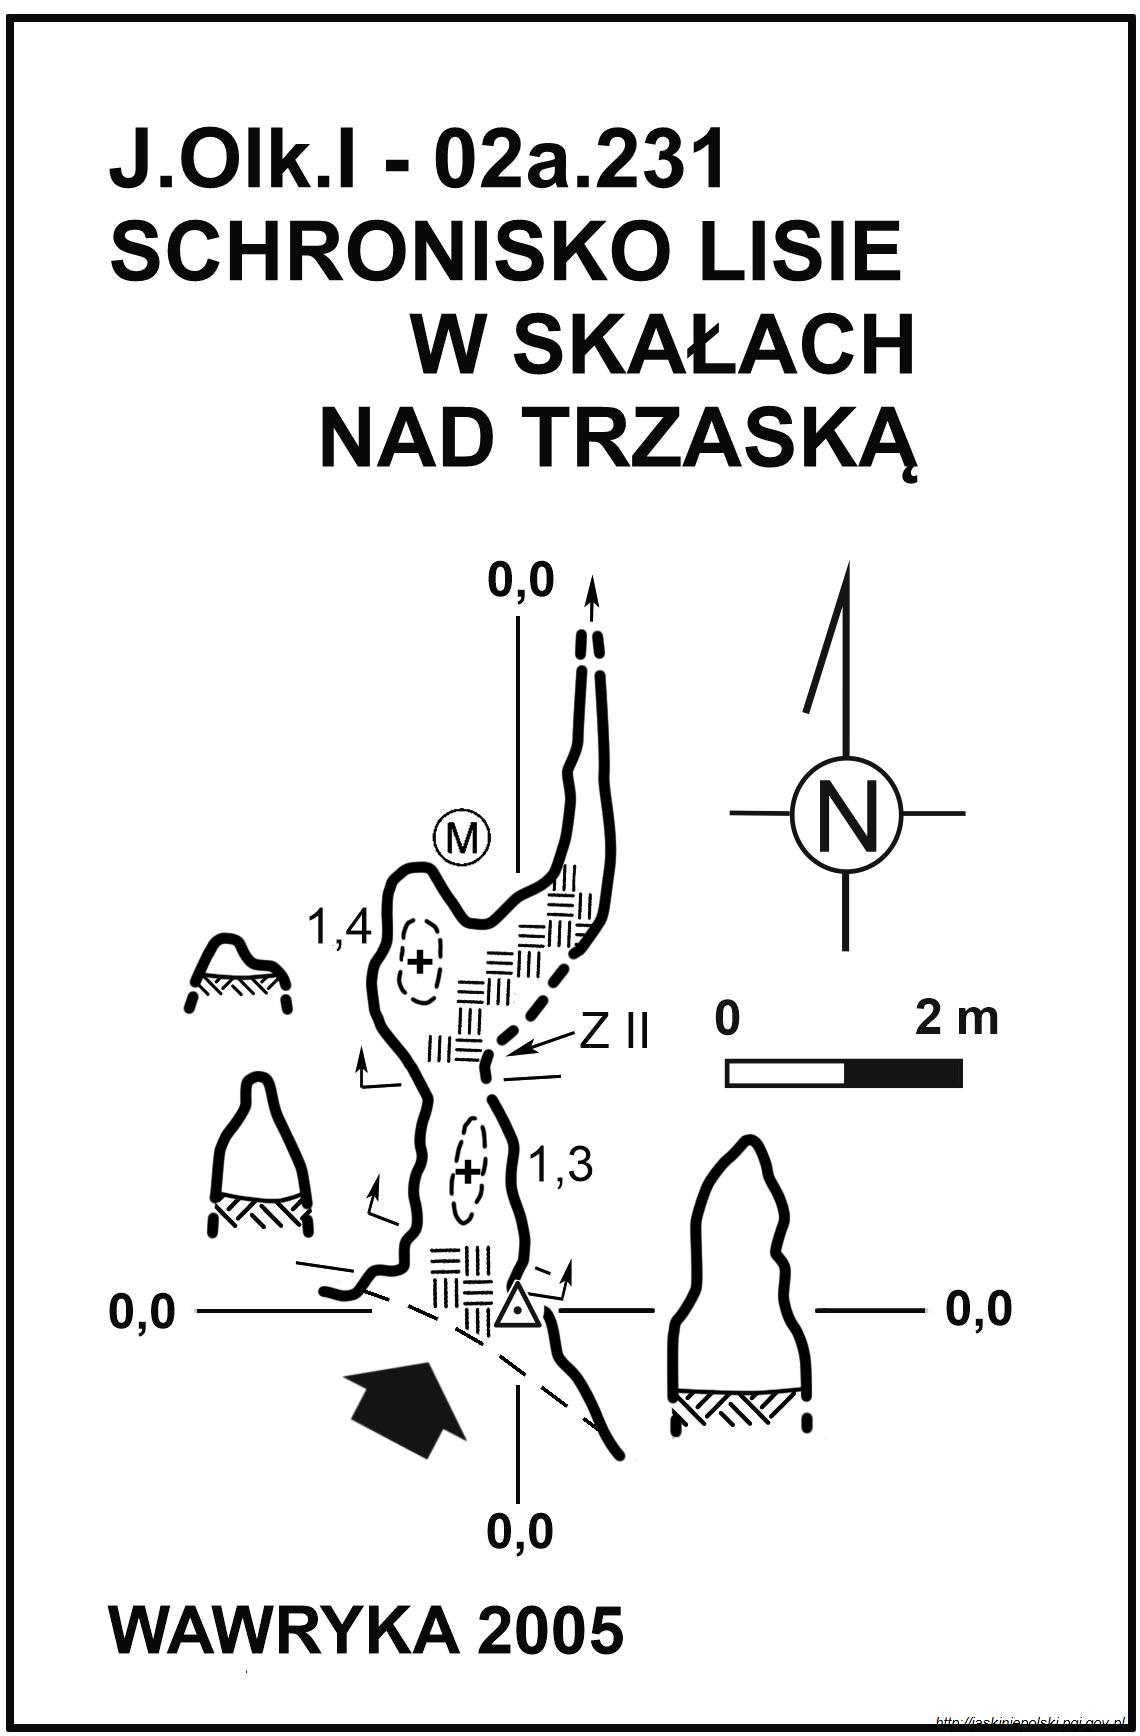 J.Olk.I - 02a.231
SCHRONISKO LISIE
W SKAŁACH
NAD TRZASKĄ
0,0
N
M
1,4
Z II
0
2 m
1,3
0,0
0,0
0,0
WAWRYKA 2005
http://jaskiniepolski.pgi.gov.pl